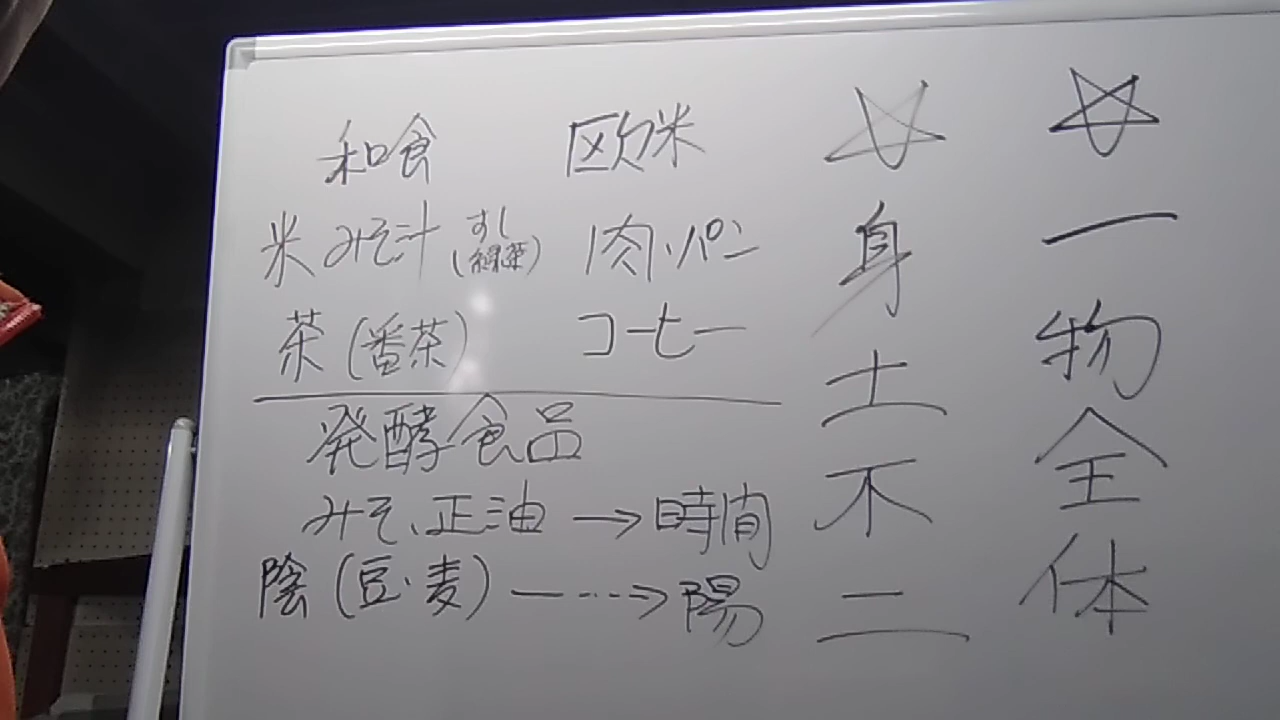 ☆一物全体
☆身土不二
和食 欧米
米 みそ汁 すし 肉・パン
(緑茶)
茶(番茶) コーヒー
発酵食品
みそ、正油 → 時間
陰(豆・麦) ----> 陽